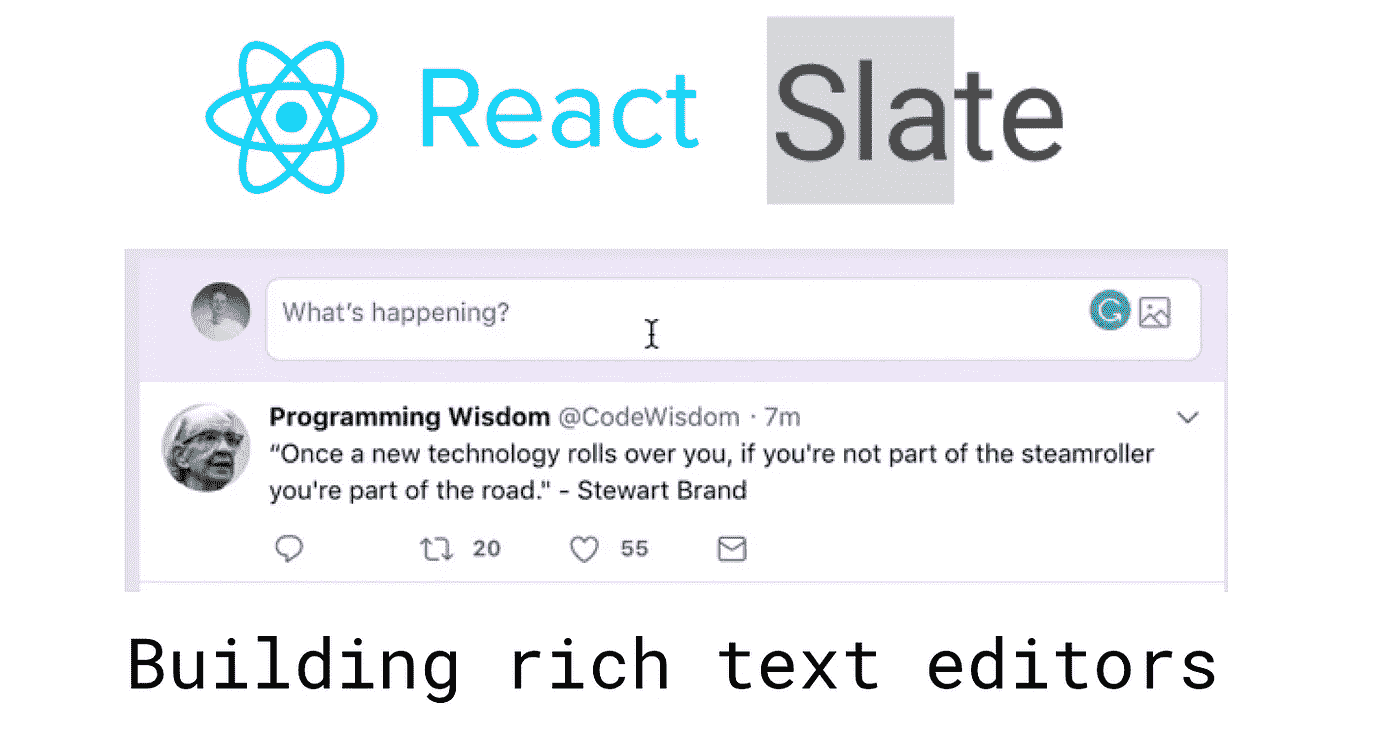 React Slate
What's happening?
Programming Wisdom @CodeWisdom · 7m
“Once a new technology rolls over you, if you're not part of the steamroller
you're part of the road." - Stewart Brand
20 55
Building rich text editors